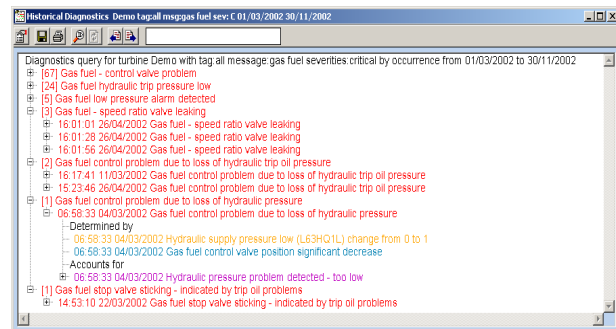 Historical Diagnostics Demo tag:all msg:gas fuel sev: C 01/03/2002 30/11/2002
Diagnostics query for turbine Demo with tag:all message:gas fuel severities:critical by occurrence from 01/03/2002 to 30/11/2002
[67] Gas fuel - control valve problem
[24] Gas fuel hydraulic trip pressure low
[5] Gas fuel low pressure alarm detected
[3] Gas fuel - speed ratio valve leaking
16:01:01 26/04/2002 Gas fuel - speed ratio valve leaking
16:01:28 26/04/2002 Gas fuel - speed ratio valve leaking
16:01:56 26/04/2002 Gas fuel - speed ratio valve leaking
[2] Gas fuel control problem due to loss of hydraulic trip oil pressure
16:17:41 11/03/2002 Gas fuel control problem due to loss of hydraulic trip oil pressure
15:23:46 26/04/2002 Gas fuel control problem due to loss of hydraulic trip oil pressure
[1] Gas fuel control problem due to loss of hydraulic pressure
06:58:33 04/03/2002 Gas fuel control problem due to loss of hydraulic pressure
Determined by
06:58:33 04/03/2002 Hydraulic supply pressure low (L63HQ1L) change from 0 to 1
06:58:33 04/03/2002 Gas fuel control valve position significant decrease
Accounts for
06:58:33 04/03/2002 Hydraulic pressure problem detected - too low
[1] Gas fuel stop valve sticking - indicated by trip oil problems
14:53:10 22/03/2002 Gas fuel stop valve sticking - indicated by trip oil problems